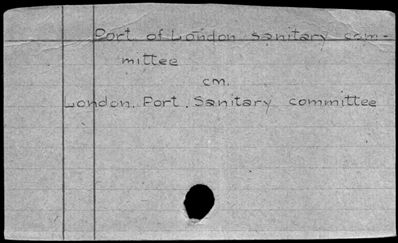 Port. of London sanitary com-
mittee
cm.
London. Port. Sanitary committee